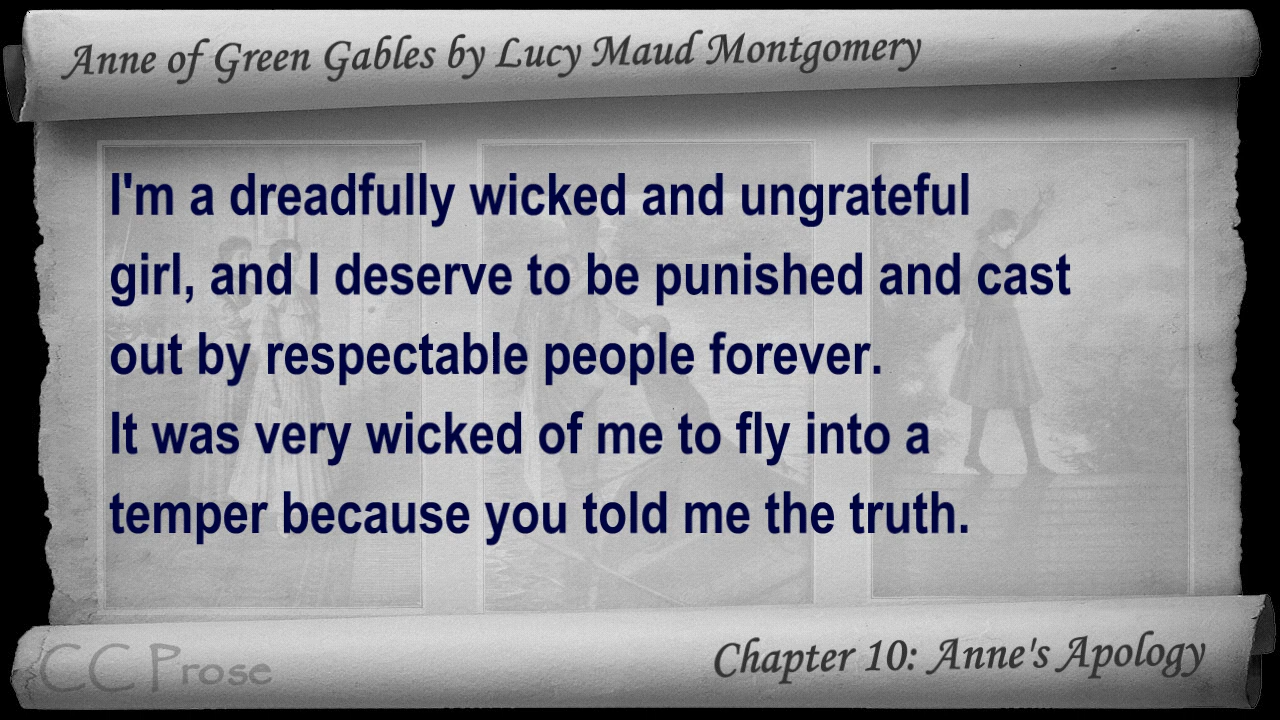 Anne of Green Gables by Lucy Maud Montgomery
I'm a dreadfully wicked and ungrateful
girl, and I deserve to be punished and cast
out by respectable people forever.
It was very wicked of me to fly into a
temper because you told me the truth.
CC Prose
Chapter 10: Anne's Apology